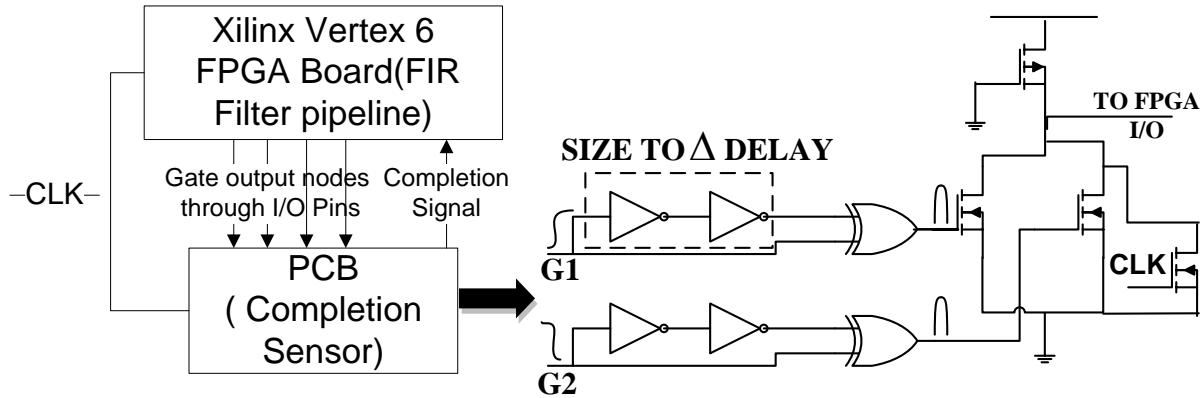 Xilinx Vertex 6
FPGA Board(FIR
Filter pipeline)
CLK
Gate output nodes
through I/O Pins
Completion
Signal
PCB
( Completion
Sensor)
SIZE TO Δ DELAY
G1
G2
TO FPGA
I/O
CLK